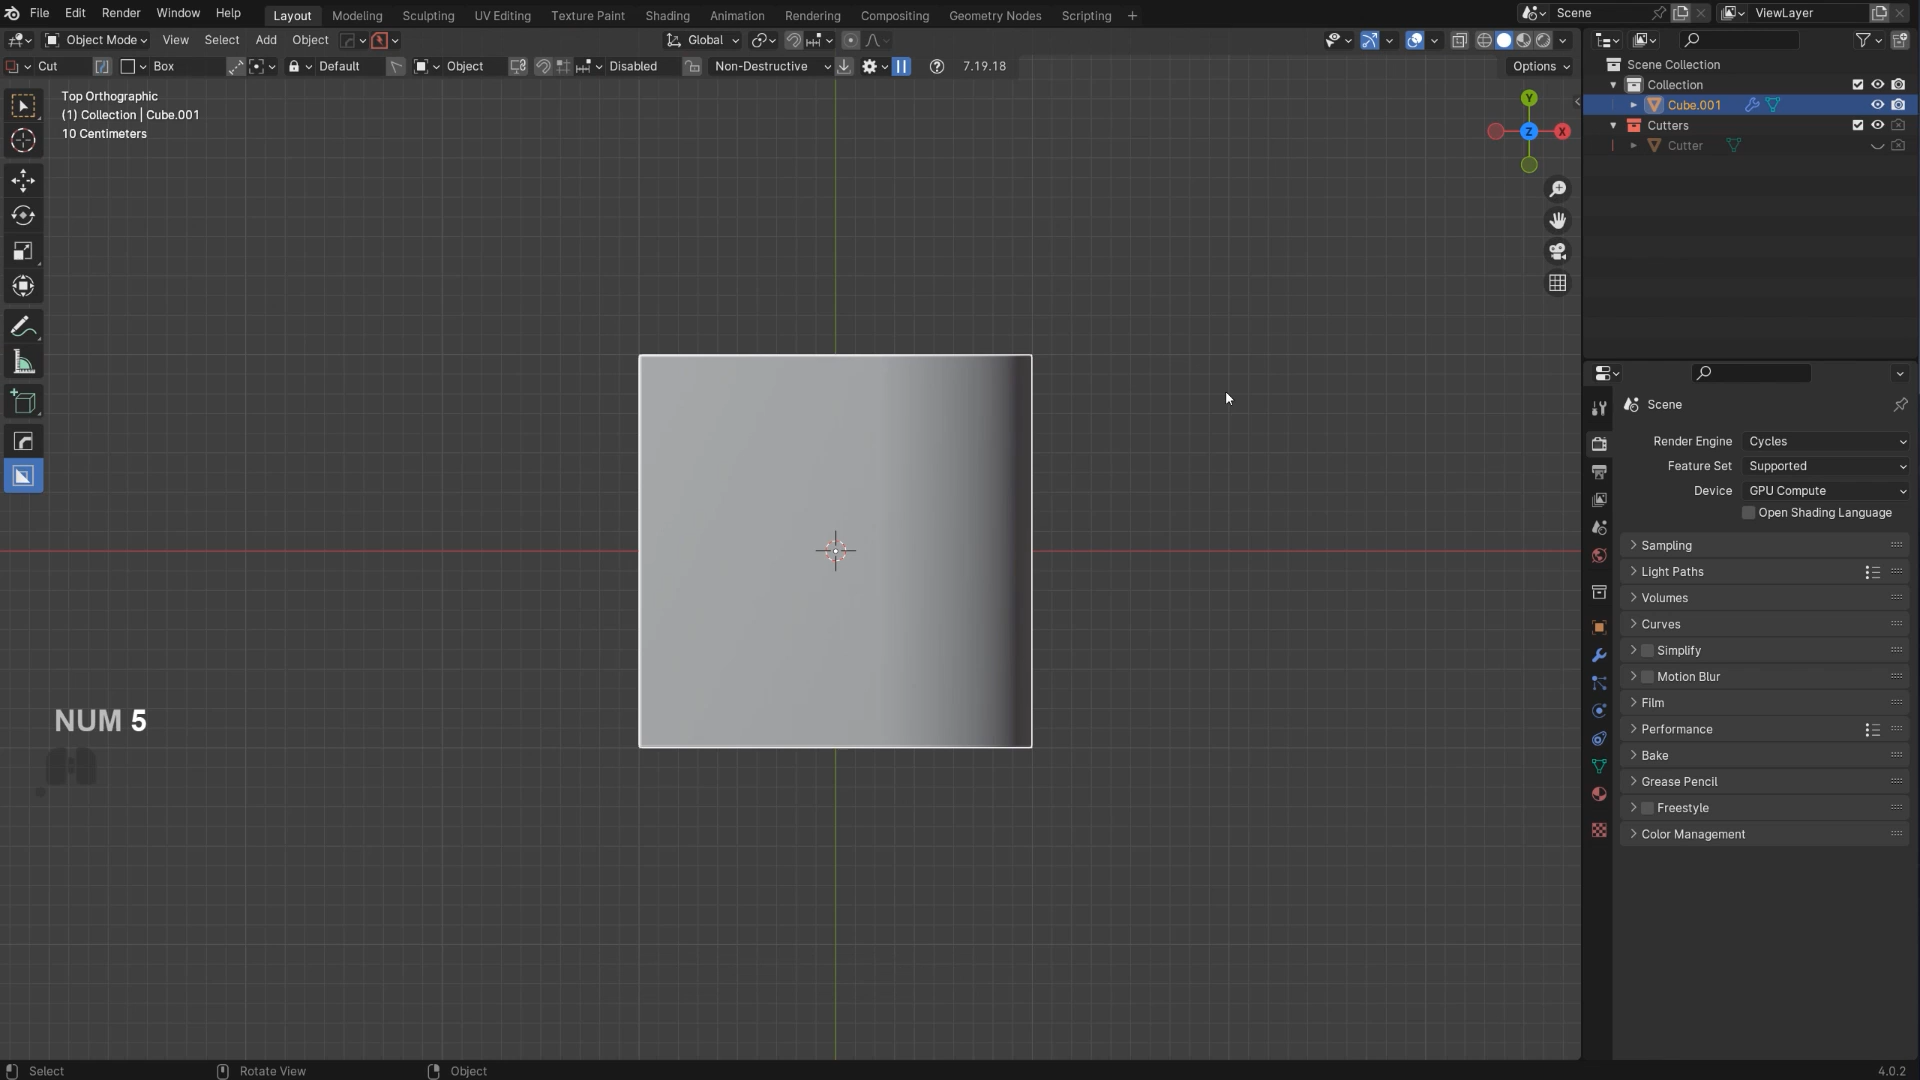 File Edit Render Window Help Layout Modeling Sculpting UV Editing Texture Paint Shading Animation Rendering Compositing Geometry Nodes Scripting + Scene ViewLayer
Object Mode View Select Add Object Global
Cut Box Default Object Disabled Non-Destructive 7.19.18 Options
Top Orthographic
(1) Collection | Cube.001
10 Centimeters
Y
X
Z
NUM 5
Scene Collection
Collection
Cube.001
Cutters
Cutter
Scene
Render Engine Cycles
Feature Set Supported
Device GPU Compute
Open Shading Language
Sampling
Light Paths
Volumes
Curves
Simplify
Motion Blur
Film
Performance
Bake
Grease Pencil
Freestyle
Color Management
Select Rotate View Object 4.0.2